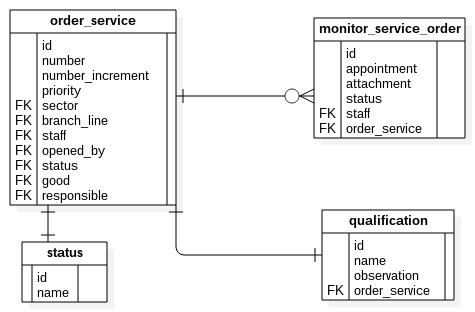 order_service
id
number
number_increment
priority
FK sector
FK branch_line
FK staff
FK opened_by
FK status
FK good
FK responsible
monitor_service_order
id
appointment
attachment
status
FK staff
FK order_service
status
id
name
qualification
id
name
observation
FK order_service